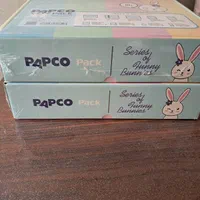 PAPCO Pack
Series
of
Funny
Bunnies
PAPCO Pack
Series
of
Funny
Bunnies